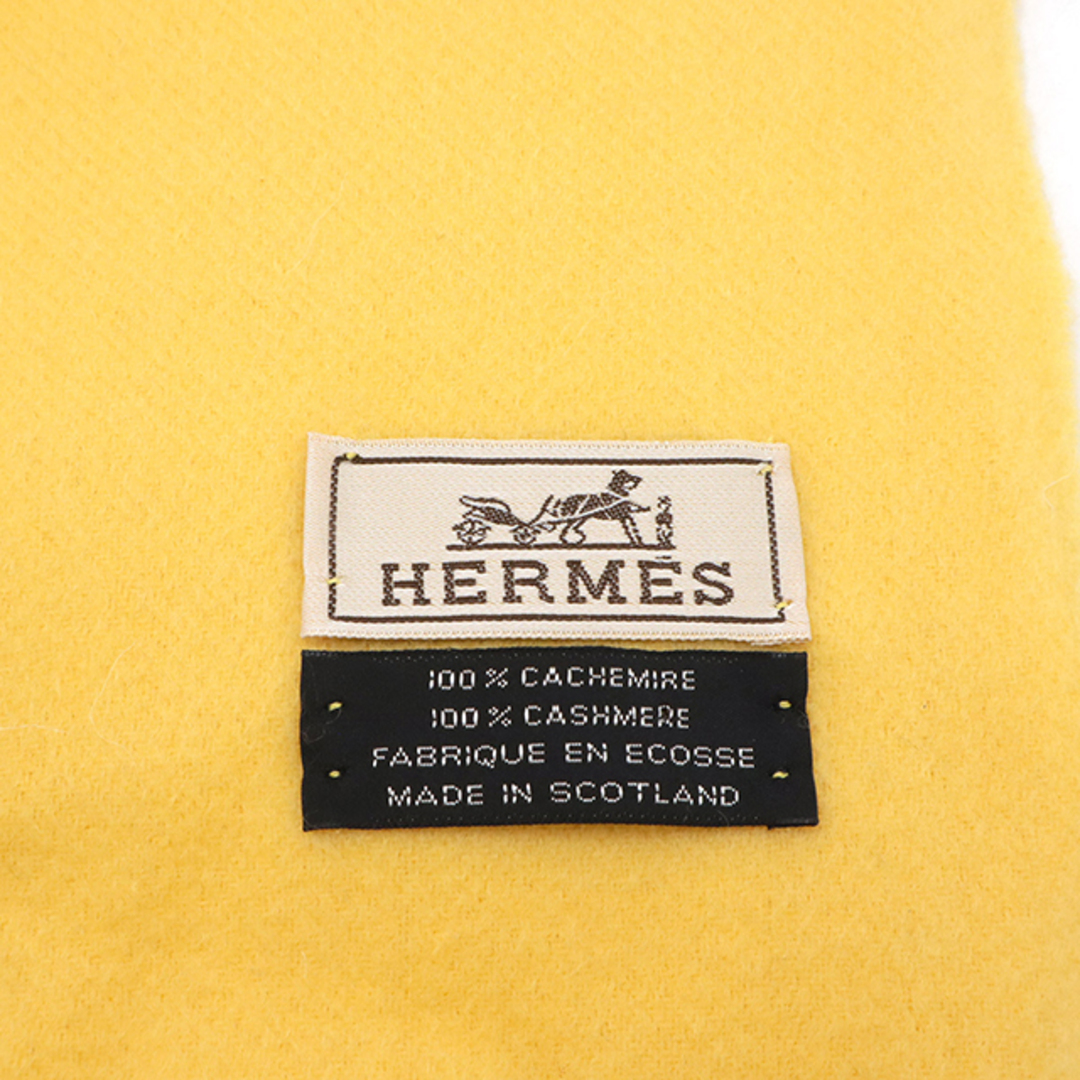 HERMÈS
100 % CACHEMIRE
100 % CASHMERE
FABRIQUE EN ECOSSE
MADE IN SCOTLAND